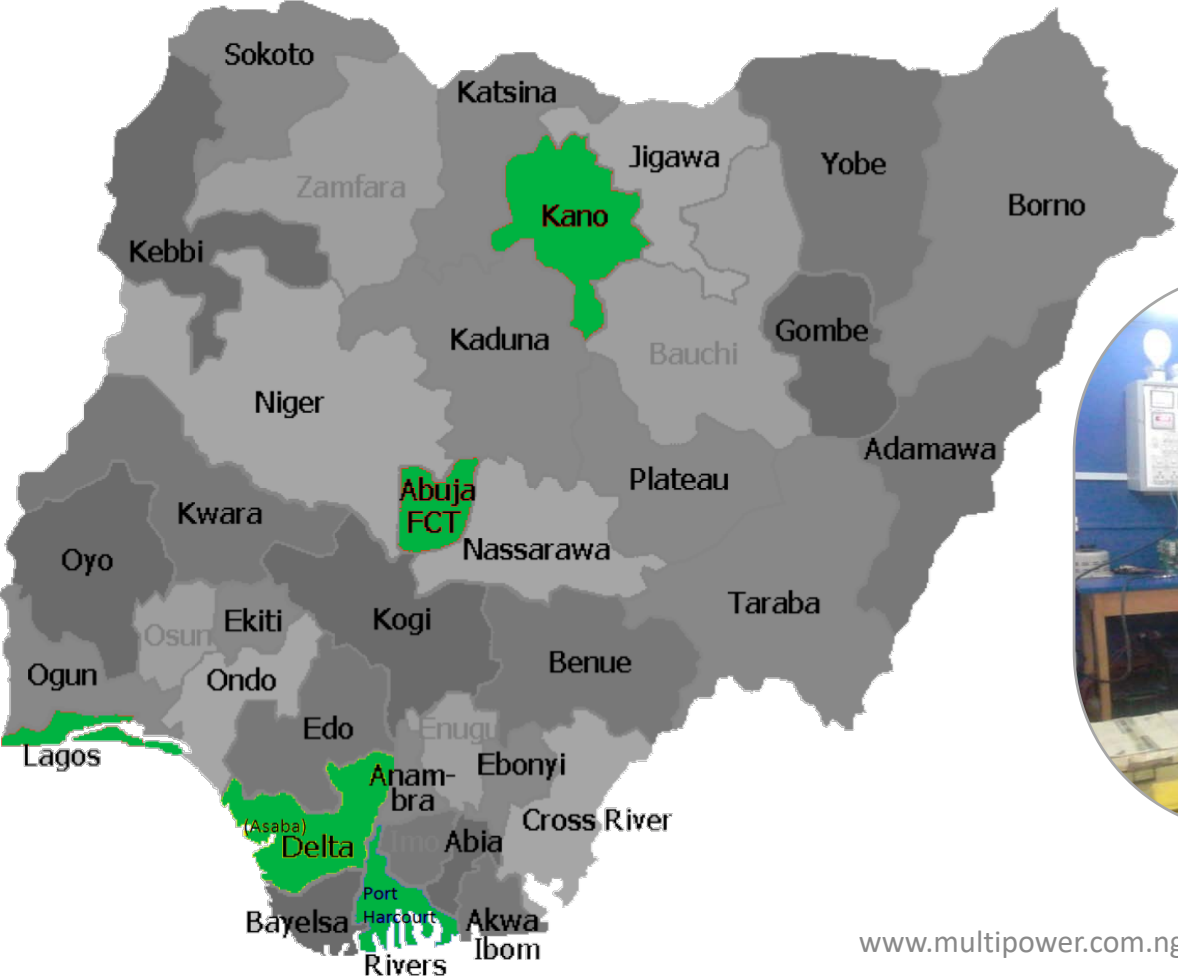 Sokoto
Katsina
Jigawa
Yobe
Zamfara
Borno
Kano
Kebbi
Gombe
Kaduna
Bauchi
Niger
Adamawa
Plateau
Abuja
FCT
Kwara
Nassarawa
Oyo
Taraba
Ekiti
Kogi
Osun
Benue
Ogun
Ondo
Edo
Enugu
Lagos
Ebonyi
Anam-
bra
Cross River
(Asaba)
Delta
Imo
Abia
Port
Harcourt
Bayelsa
Akwa
Ibom
Rivers
www.multipower.com.ng